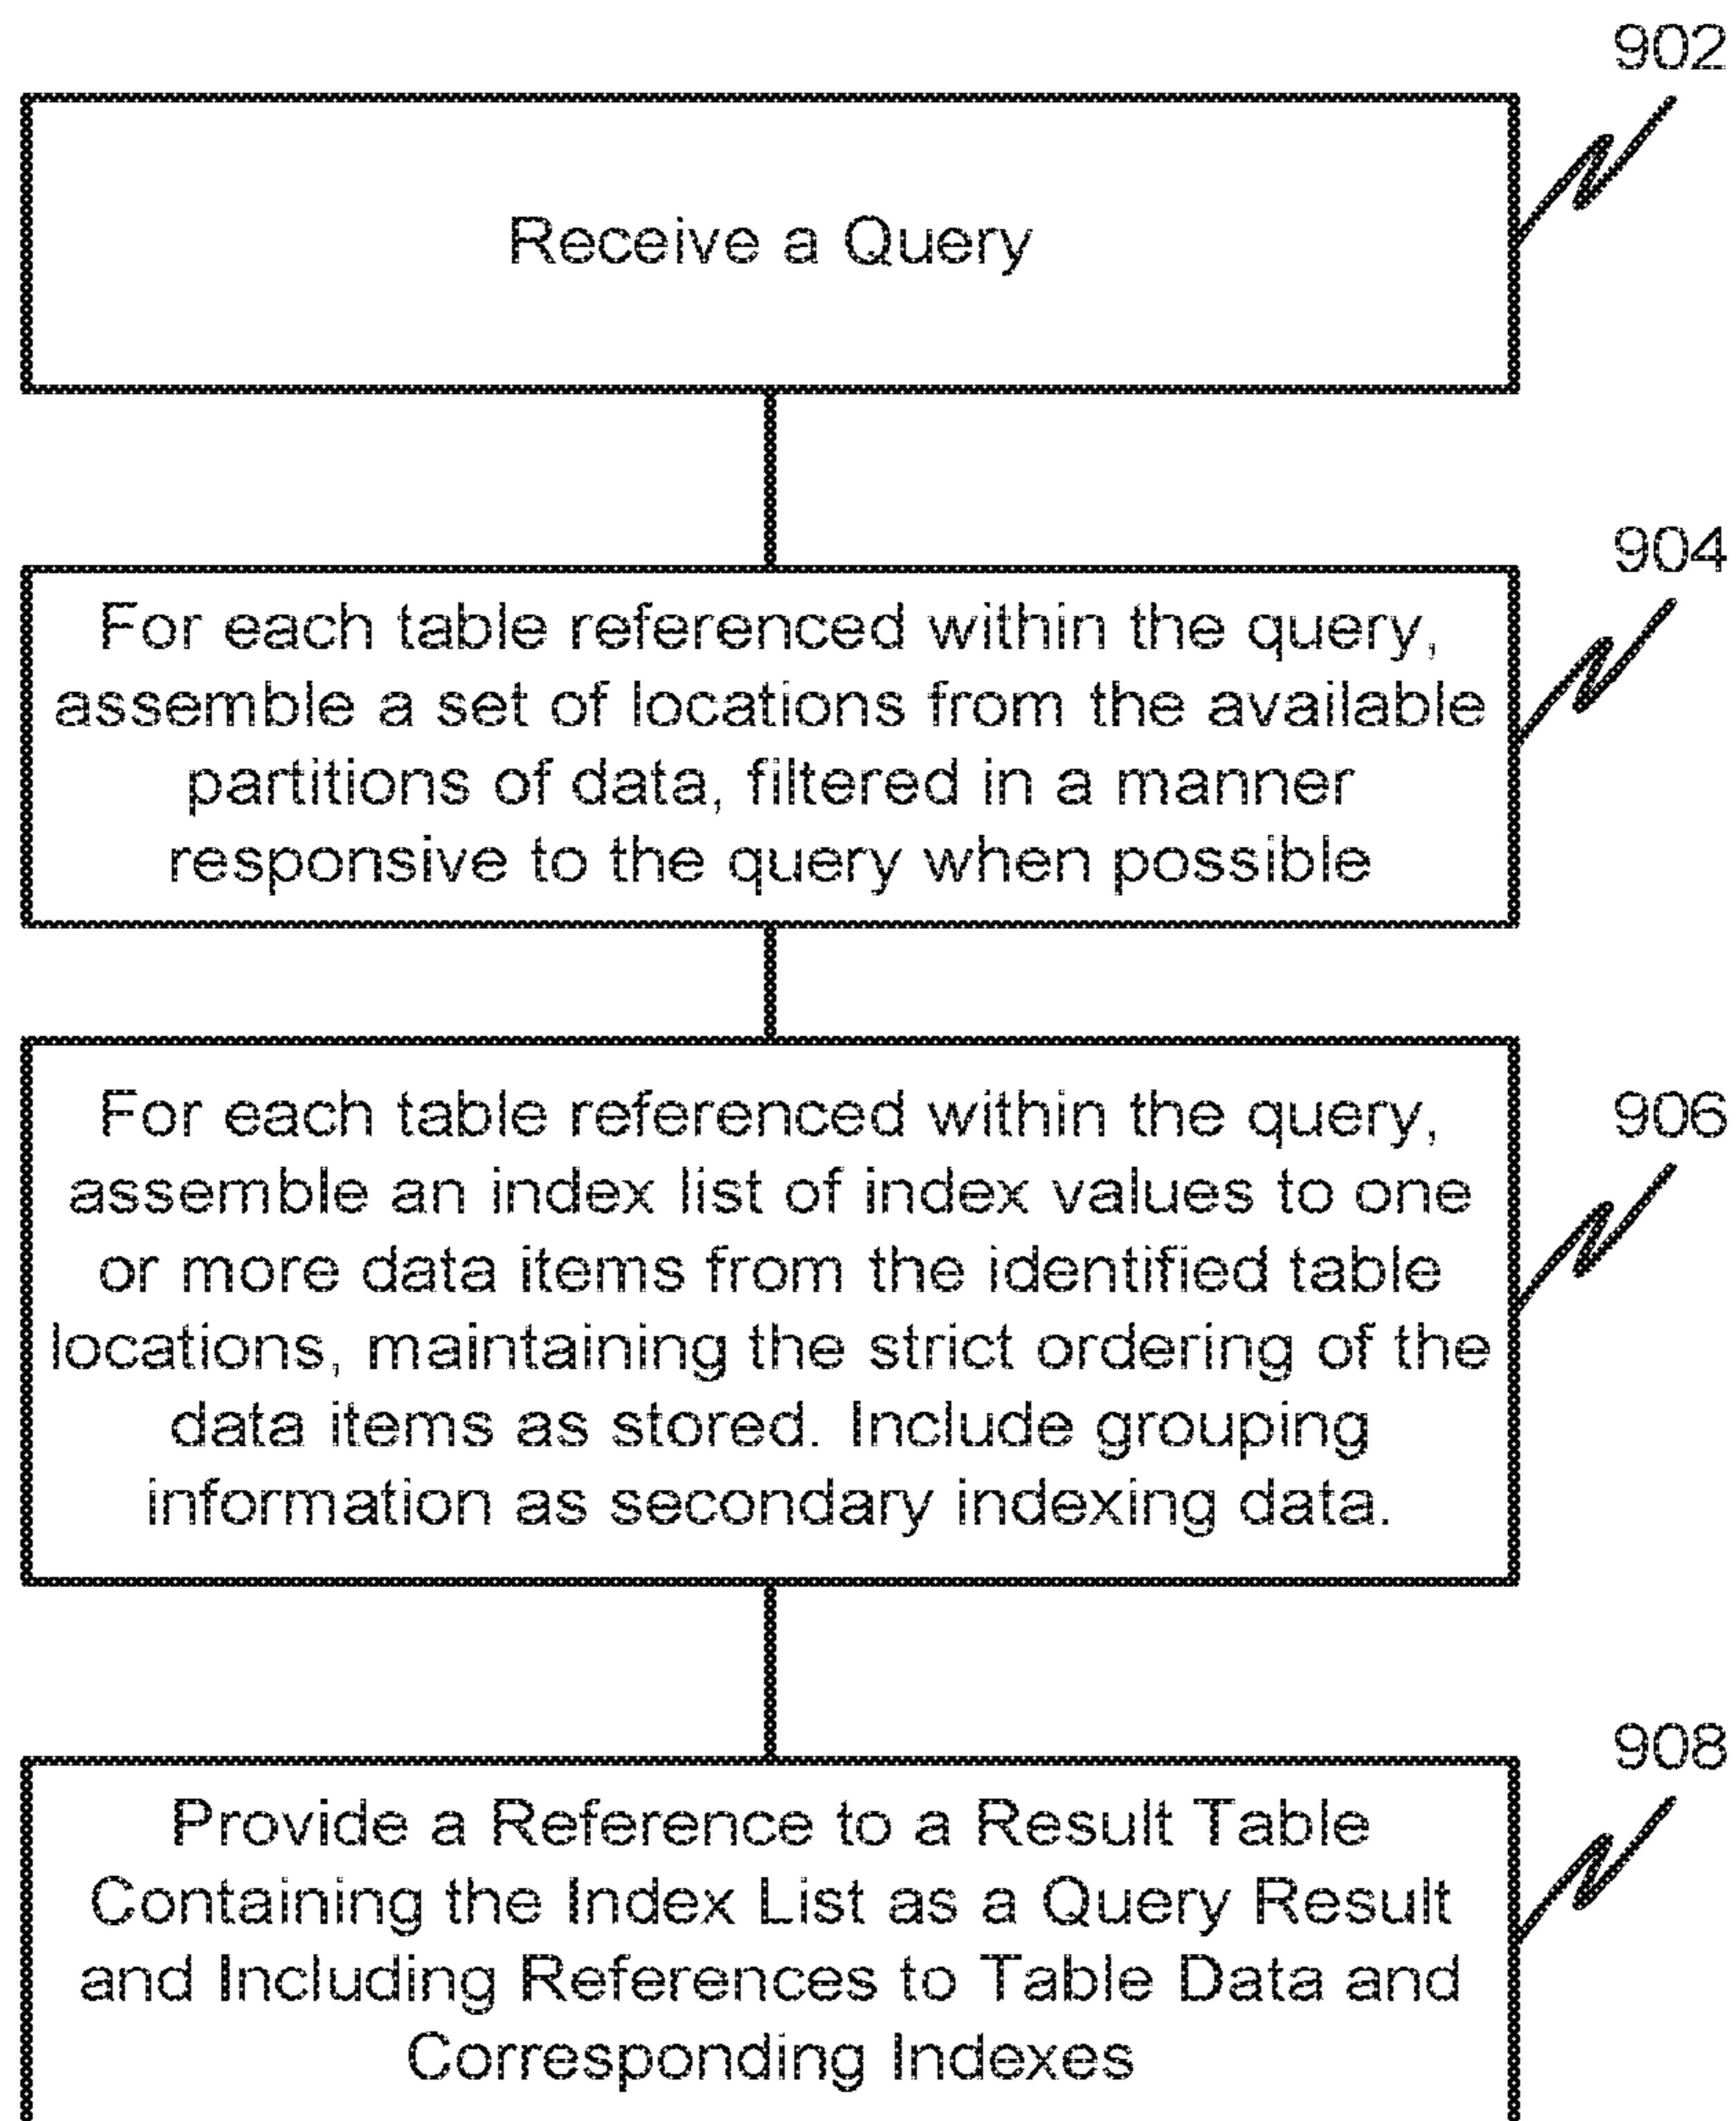 902
Receive a Query
904
For each table referenced within the query,
assemble a set of locations from the available
partitions of data, filtered in a manner
responsive to the query when possible
906
For each table referenced within the query,
assemble an index list of index values to one
or more data items from the identified table
locations, maintaining the strict ordering of the
data items as stored. Include grouping
information as secondary indexing data.
908
Provide a Reference to a Result Table
Containing the Index List as a Query Result
and Including References to Table Data and
Corresponding Indexes